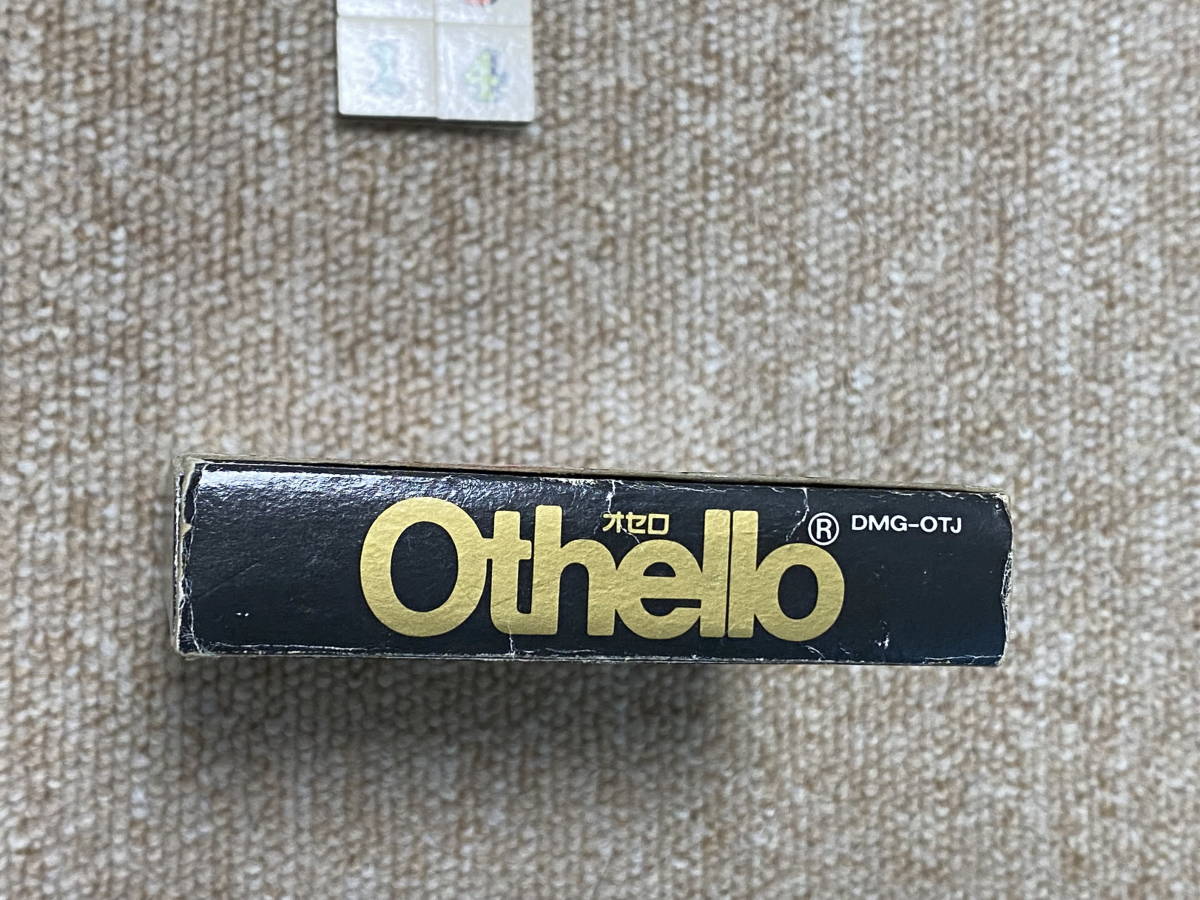 オセロ
Othello® DMG-OTJ